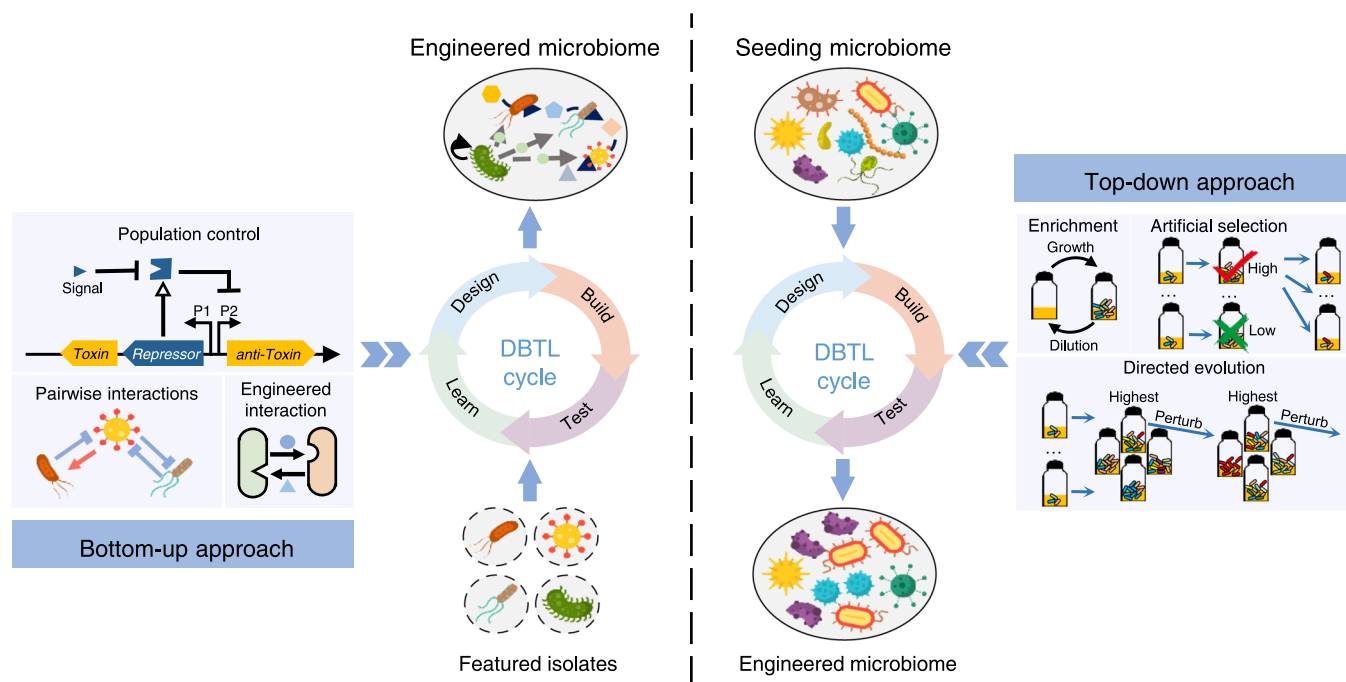 Engineered microbiome
Population control
Signal
P1
P2
Toxin
Repressor
anti-Toxin
Pairwise interactions
Engineered
interaction
Bottom-up approach
Design
Build
Test
Learn
DBTL
cycle
Featured isolates
Seeding microbiome
Design
Build
Test
Learn
DBTL
cycle
Engineered microbiome
Top-down approach
Enrichment
Growth
Dilution
Artificial selection
High
...
...
...
Low
Directed evolution
Highest
Perturb
Highest
Perturb
...